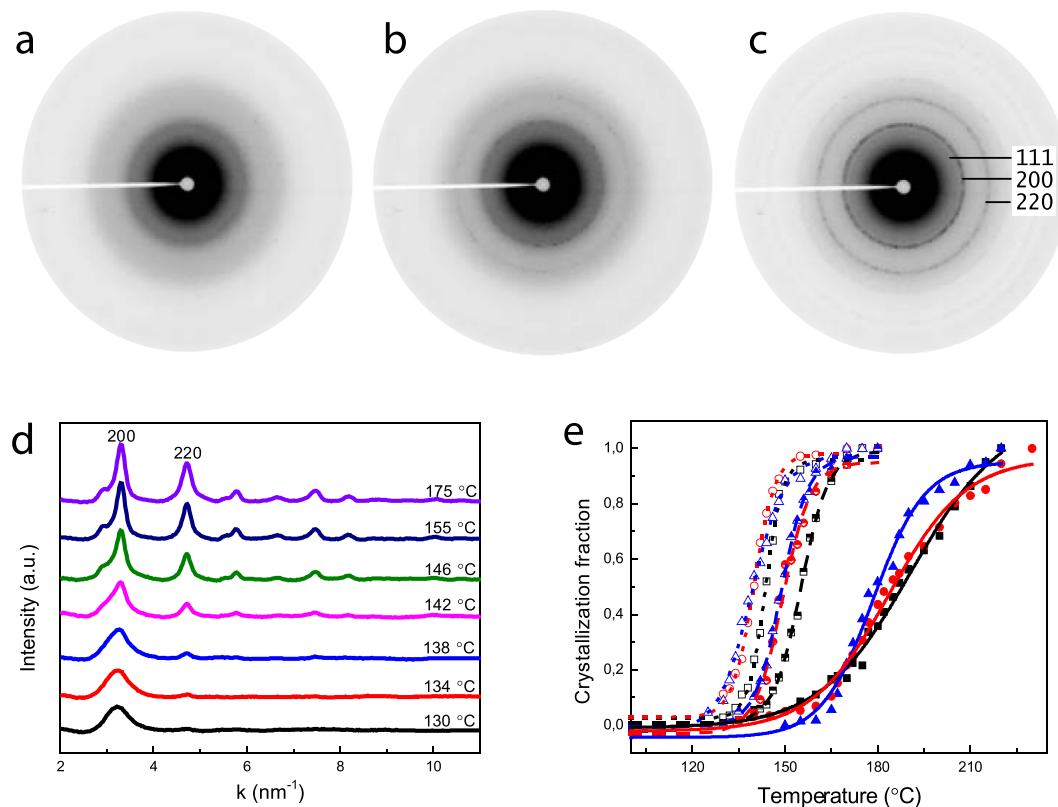 a
b
c
111
200
220
d
200
220
175 °C
155 °C
146 °C
142 °C
138 °C
134 °C
130 °C
Intensity (a.u.)
2 4 6 8 10
k (nm⁻¹)
e
1,0
0,8
0,6
0,4
0,2
0,0
Crystallization fraction
120 150 180 210
Temperature (°C)